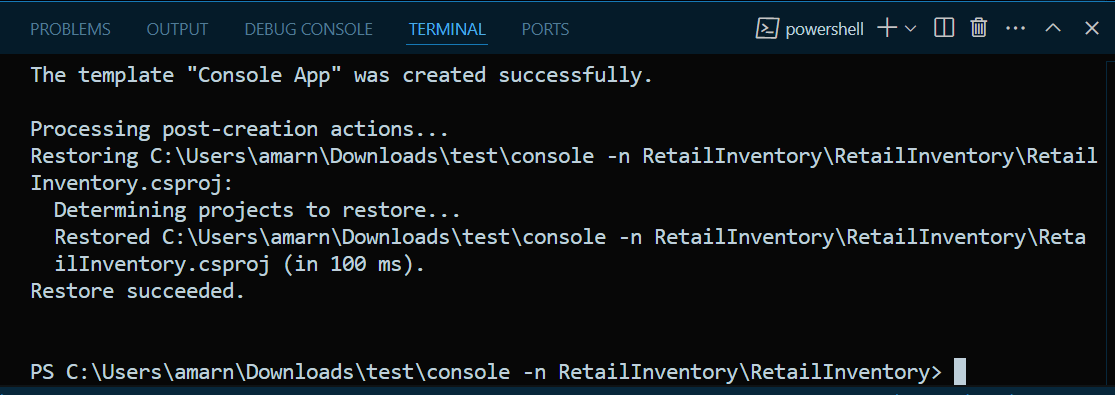 PROBLEMS OUTPUT DEBUG CONSOLE TERMINAL PORTS powershell
The template "Console App" was created successfully.
Processing post-creation actions...
Restoring C:\Users\amarn\Downloads\test\console -n RetailInventory\RetailInventory\Retail
Inventory.csproj:
Determining projects to restore...
Restored C:\Users\amarn\Downloads\test\console -n RetailInventory\RetailInventory\Reta
ilInventory.csproj (in 100 ms).
Restore succeeded.
PS C:\Users\amarn\Downloads\test\console -n RetailInventory\RetailInventory>